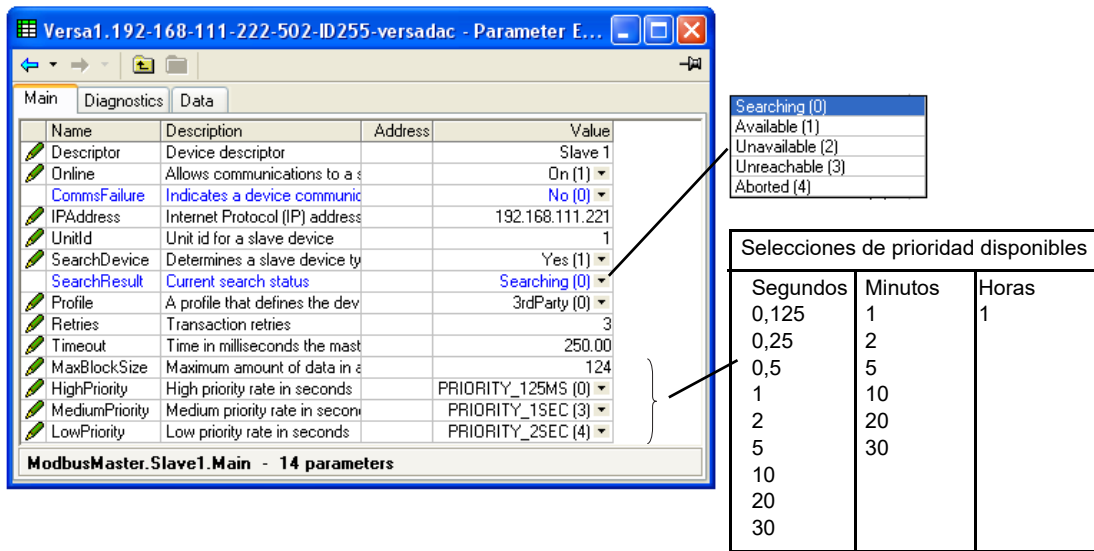 Versa1.192-168-111-222-502-ID255-versadac - Parameter E...
Main Diagnostics Data
Name Description Address Value
Descriptor Device descriptor Slave 1
Online Allows communications to a s On (1)
CommsFailure Indicates a device communic No (0)
IPAddress Internet Protocol (IP) address 192.168.111.221
UnitId Unit id for a slave device 1
SearchDevice Determines a slave device ty Yes (1)
SearchResult Current search status Searching (0)
Profile A profile that defines the dev 3rdParty (0)
Retries Transaction retries 3
Timeout Time in milliseconds the mast 250.00
MaxBlockSize Maximum amount of data in a 124
HighPriority High priority rate in seconds PRIORITY_125MS (0)
MediumPriority Medium priority rate in secon PRIORITY_1SEC (3)
LowPriority Low priority rate in seconds PRIORITY_2SEC (4)
ModbusMaster.Slave1.Main - 14 parameters
Searching (0)
Available (1)
Unavailable (2)
Unreachable (3)
Aborted (4)
Selecciones de prioridad disponibles
Segundos Minutos Horas
0,125 1 1
0,25 2
0,5 5
1 10
2 20
5 30
10
20
30